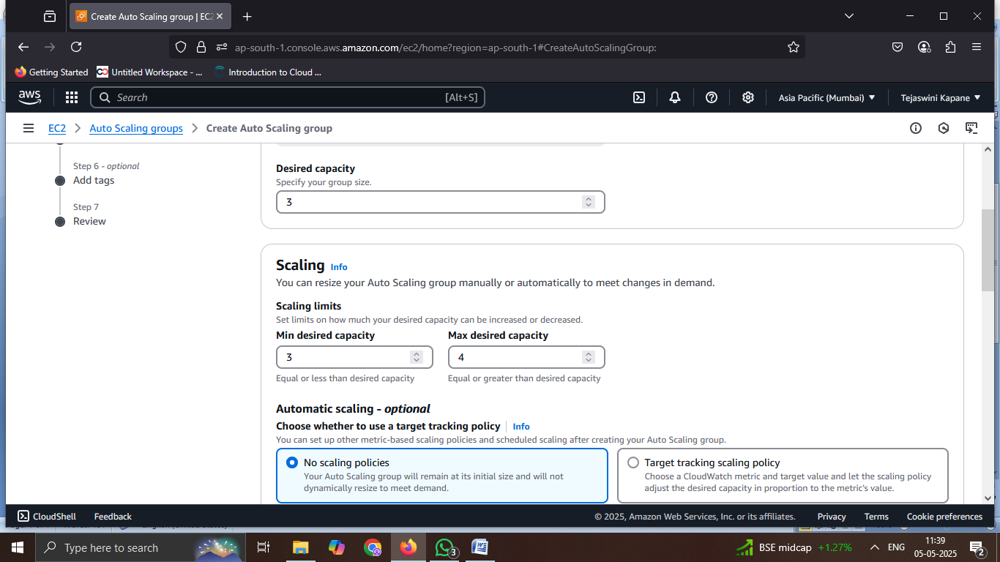 Create Auto Scaling group | EC2
ap-south-1.console.aws.amazon.com/ec2/home?region=ap-south-1#CreateAutoScalingGroup:
Getting Started
Untitled Workspace - ...
Introduction to Cloud ...
aws
Search
[Alt+S]
Asia Pacific (Mumbai)
Tejaswini Kapane
EC2
Auto Scaling groups
Create Auto Scaling group
Step 6 - optional
Add tags
Step 7
Review
Desired capacity
Specify your group size.
3
Scaling Info
You can resize your Auto Scaling group manually or automatically to meet changes in demand.
Scaling limits
Set limits on how much your desired capacity can be increased or decreased.
Min desired capacity
3
Equal or less than desired capacity
Max desired capacity
4
Equal or greater than desired capacity
Automatic scaling - optional
Choose whether to use a target tracking policy | Info
You can set up other metric-based scaling policies and scheduled scaling after creating your Auto Scaling group.
No scaling policies
Your Auto Scaling group will remain at its initial size and will not
dynamically resize to meet demand.
Target tracking scaling policy
Choose a CloudWatch metric and target value and let the scaling policy
adjust the desired capacity in proportion to the metric's value.
CloudShell
Feedback
© 2025, Amazon Web Services, Inc. or its affiliates.
Privacy
Terms
Cookie preferences
Type here to search
3
BSE midcap +1.27%
ENG
11:39
05-05-2025
2